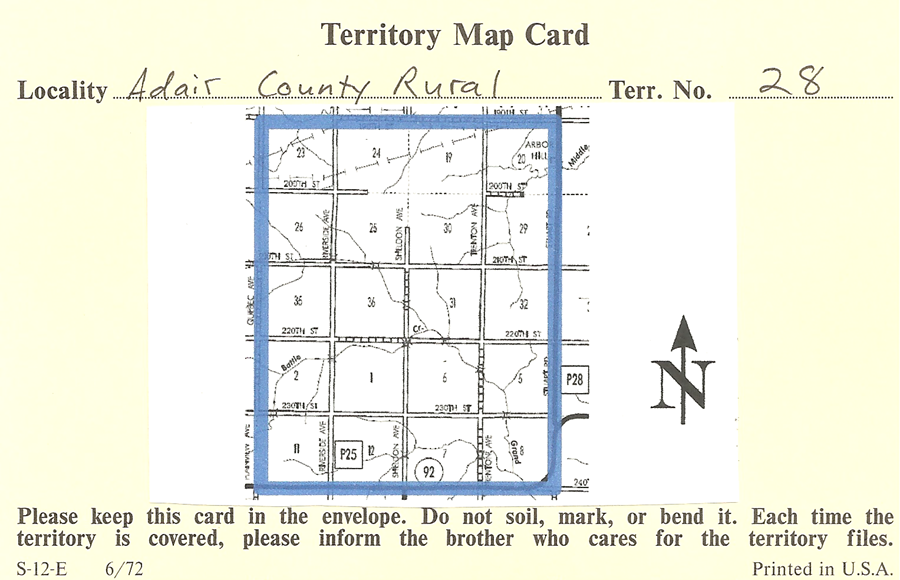 Territory Map Card
Locality Adair County Rural Terr. No. 28
190TH ST
23 24 19 20 ARBOR HILL Middle
200TH ST 200TH ST
26 RIVERSIDE AVE 25 SHELDON AVE 30 TRENTON AVE 29
210TH ST
QUEBEC AVE 35 36 31 32
220TH ST Cr. 220TH ST
Battle 2 1 6 5 P28
230TH ST 230TH ST
11 RIVERSIDE AVE P25 12 SHELDON AVE 92 7 Grand
240
N
Please keep this card in the envelope. Do not soil, mark, or bend it. Each time the
territory is covered, please inform the brother who cares for the territory files.
S-12-E 6/72 Printed in U.S.A.